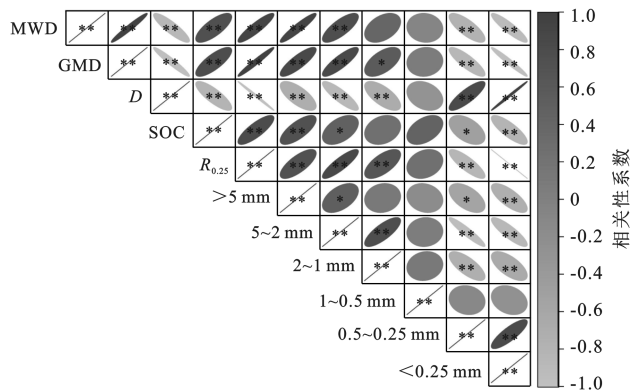 MWD ** ** ** ** ** ** ** ** **
GMD ** ** ** ** ** ** * ** **
D ** ** ** ** ** ** ** **
SOC ** ** ** * * **
R0.25 ** ** ** ** ** **
>5 mm ** * * **
5~2 mm ** ** ** **
2~1 mm ** ** **
1~0.5 mm **
0.5~0.25 mm ** **
<0.25 mm **
1.0
0.8
0.6
0.4
0.2
0
-0.2
-0.4
-0.6
-0.8
-1.0
相关性系数